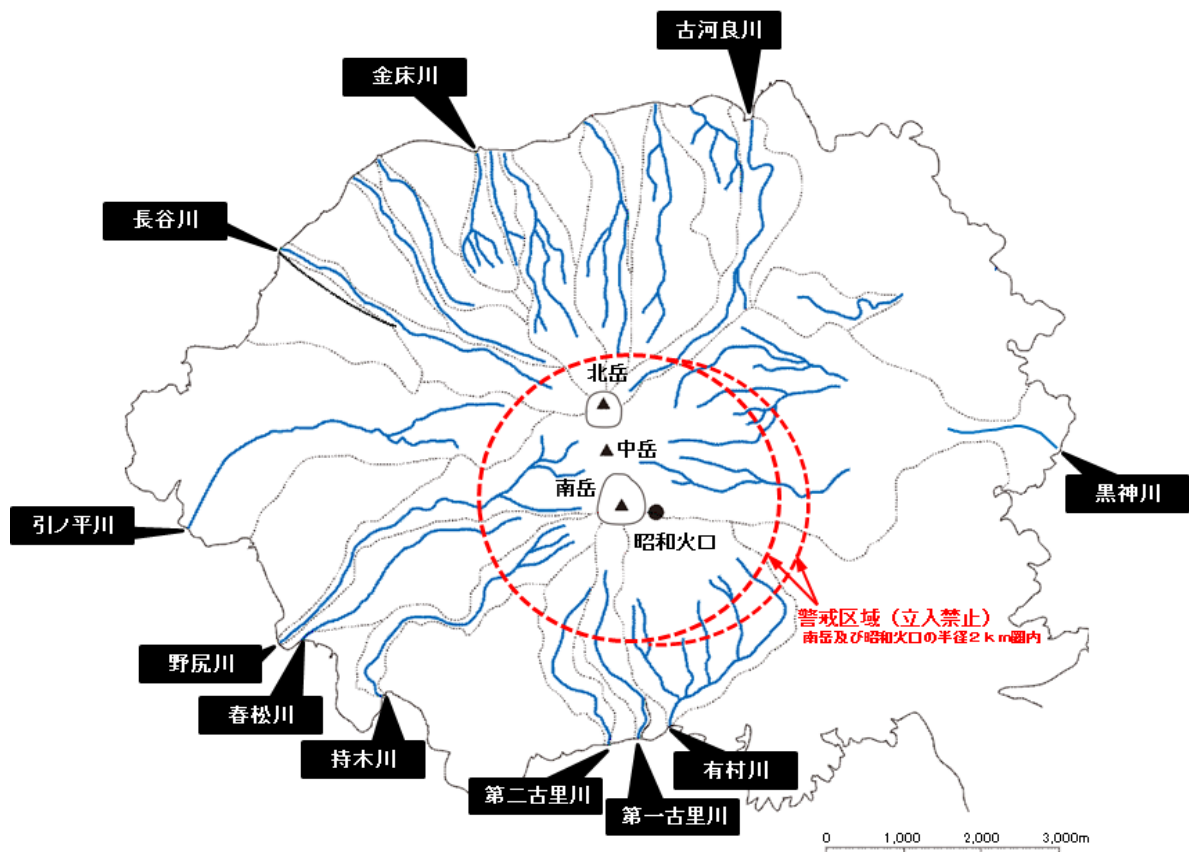 古河良川
金床川
長谷川
北岳
中岳
南岳
昭和火口
黒神川
引ノ平川
警戒区域（立入禁止）
南岳及び昭和火口の半径2km圏内
野尻川
春松川
持木川
有村川
第二古里川
第一古里川
0 1,000 2,000 3,000m